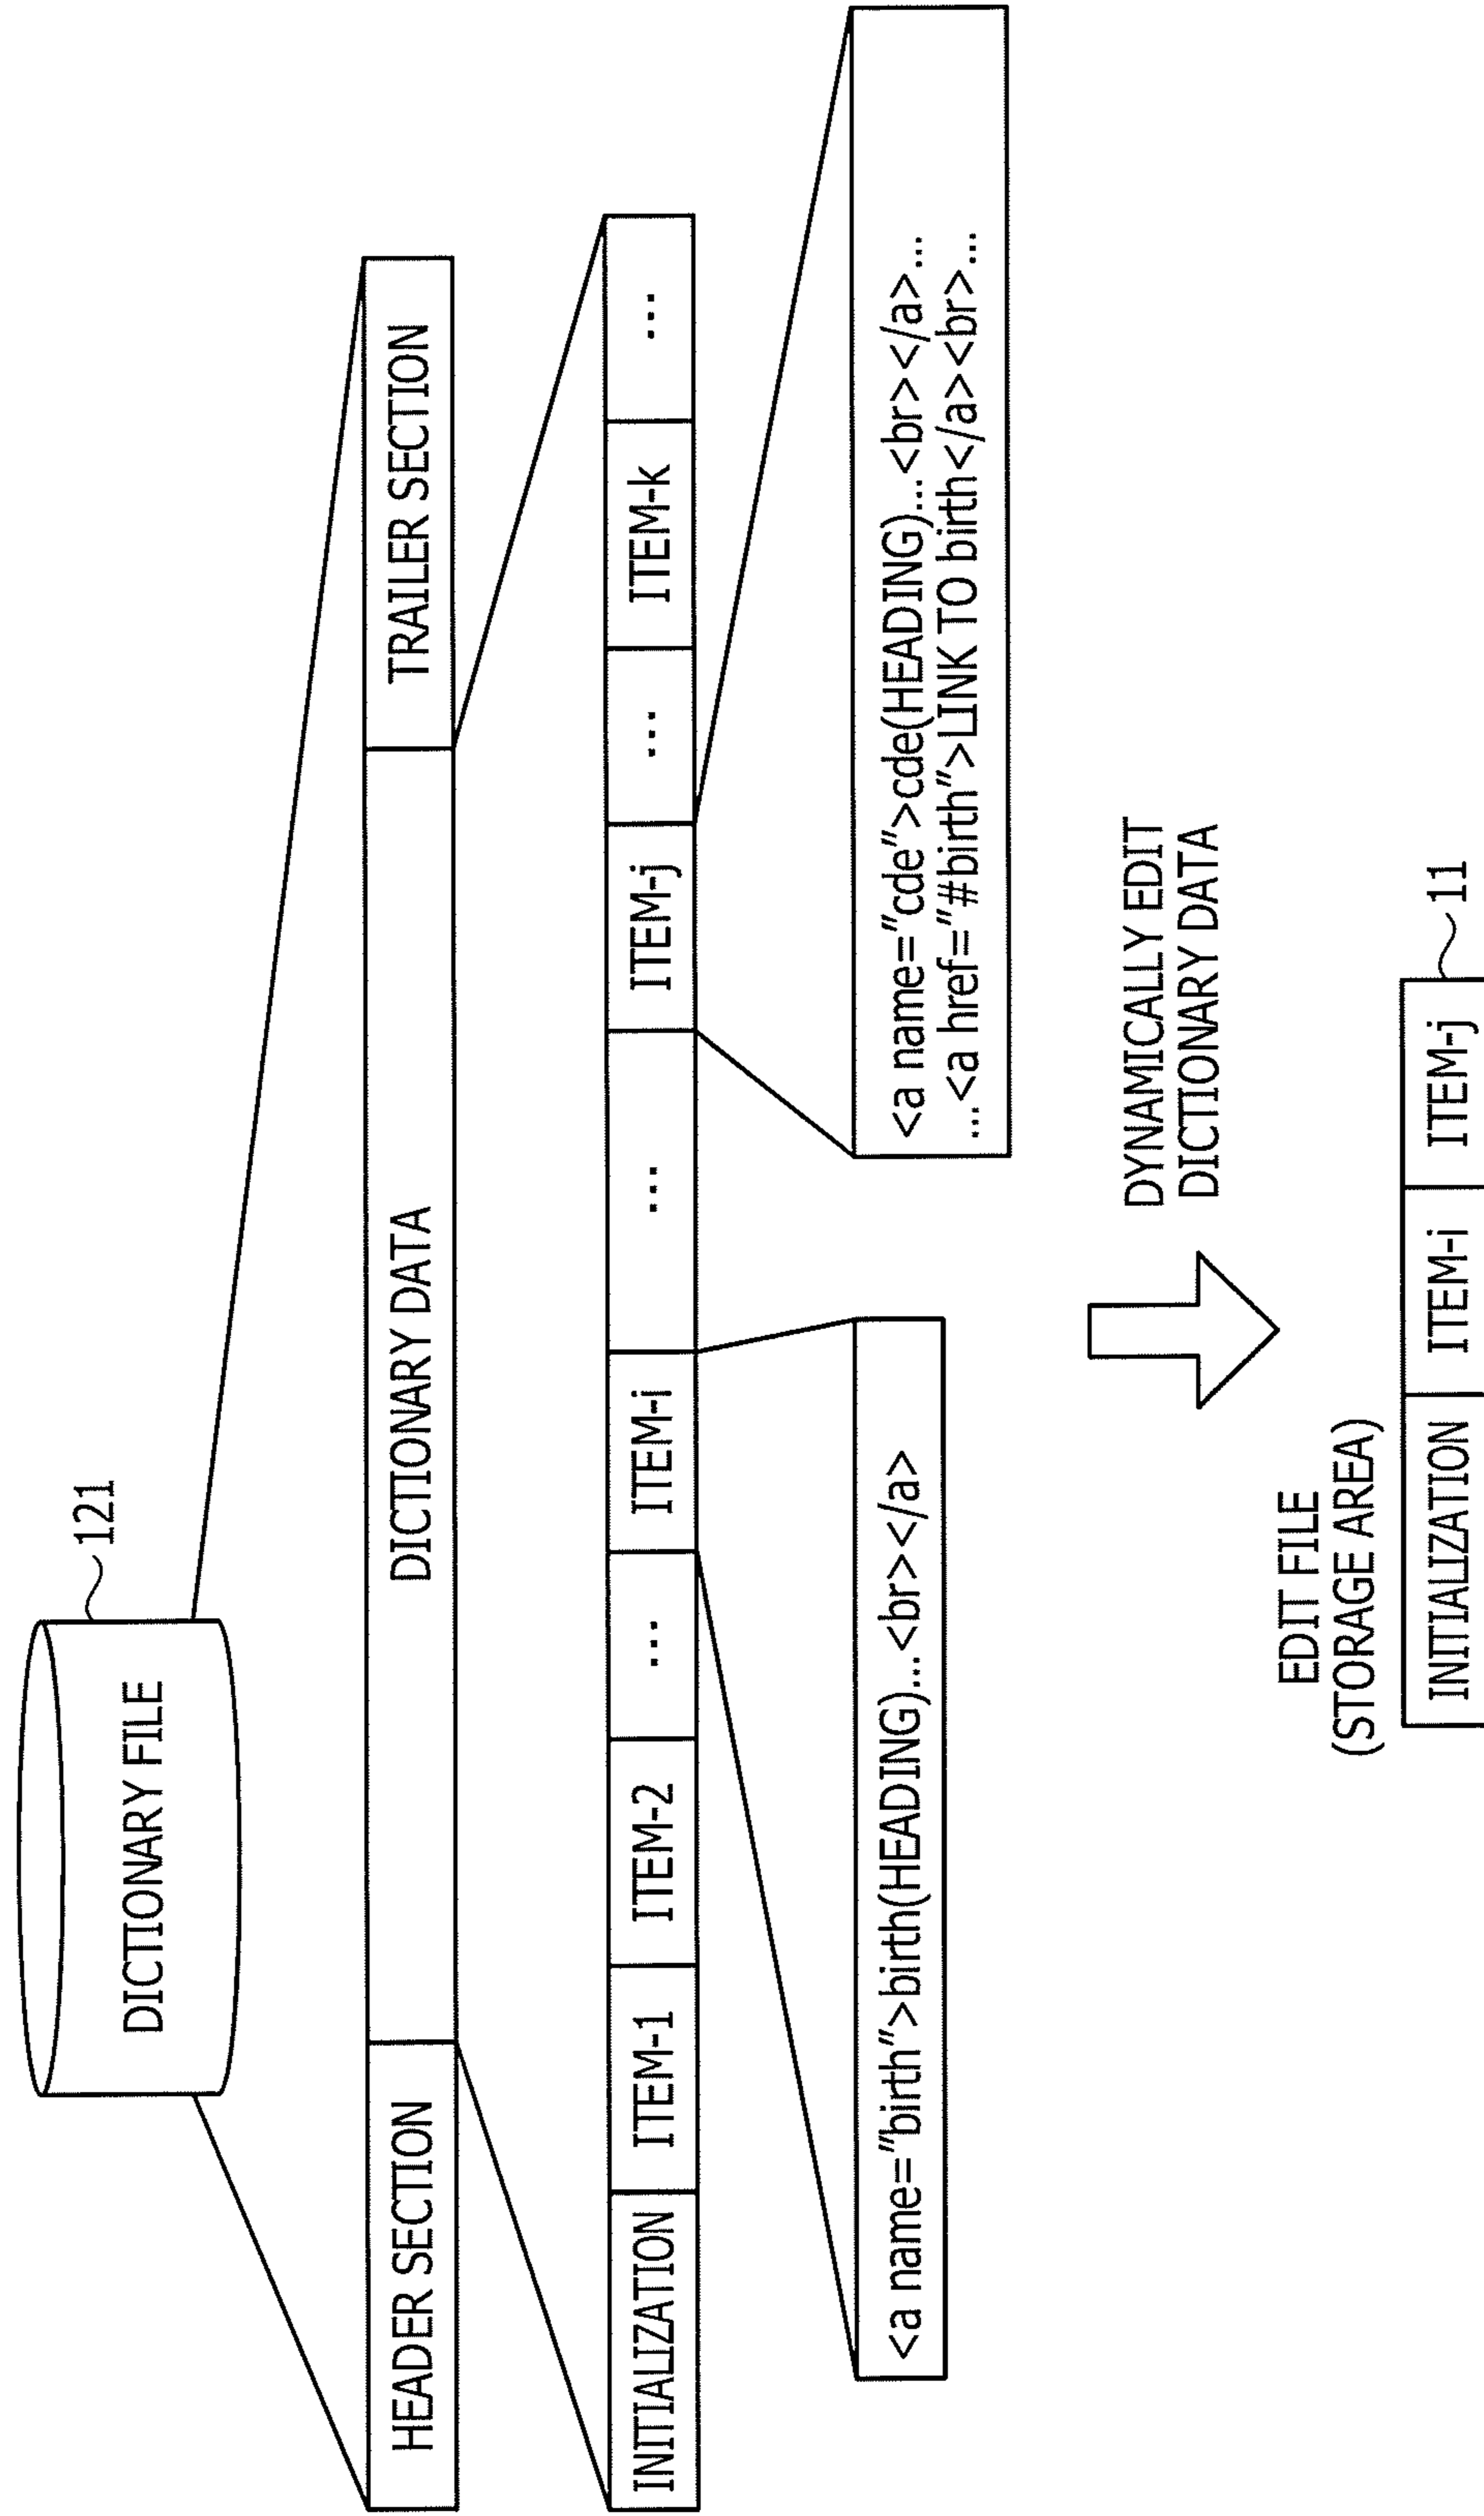 DICTIONARY FILE
121
HEADER SECTION
DICTIONARY DATA
TRAILER SECTION
INITIALIZATION
ITEM-1
ITEM-2
...
ITEM-i
...
ITEM-j
...
ITEM-k
...
<a name="birth">birth(HEADING)...<br></a>
<a name="cde">cde(HEADING)...<br></a>...
...<a href="#birth">LINK TO birth</a><br>...
DYNAMICALLY EDIT
DICTIONARY DATA
EDIT FILE
(STORAGE AREA)
INITIALIZATION
ITEM-i
ITEM-j
11